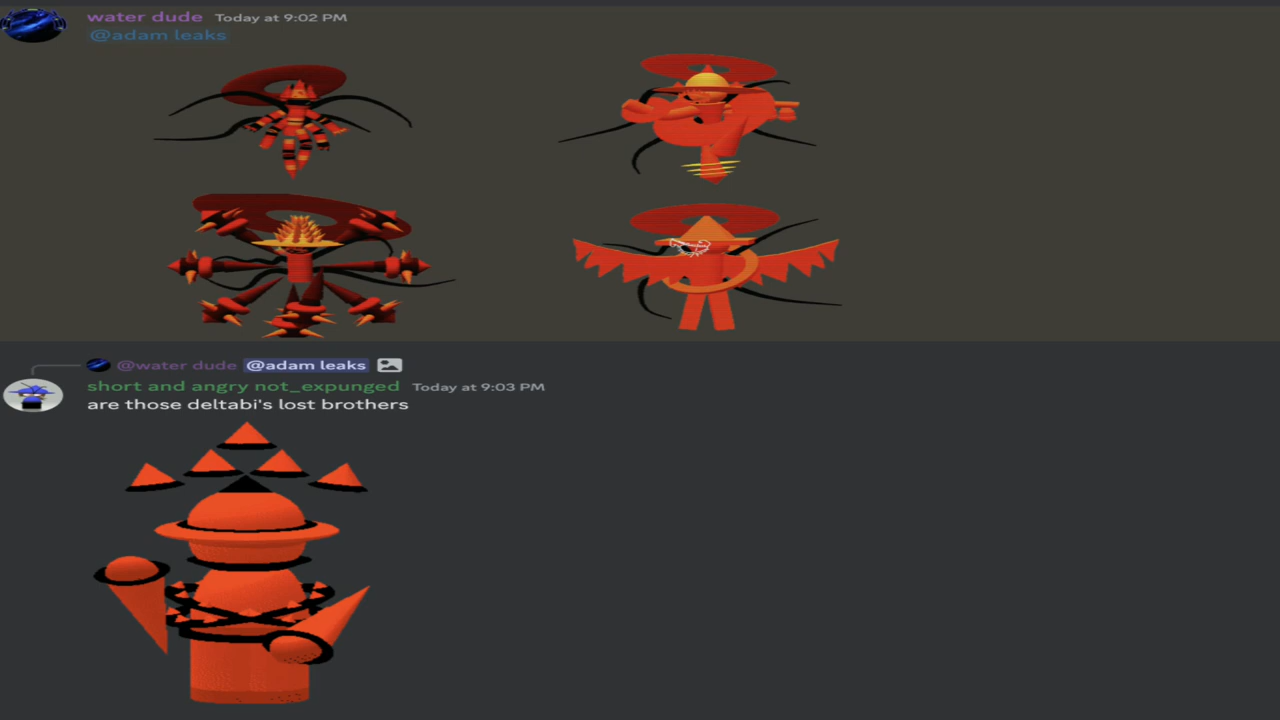 water dude Today at 9:02 PM
@adam leaks
@water dude @adam leaks
short and angry not_expunged Today at 9:03 PM
are those deltabi's lost brothers